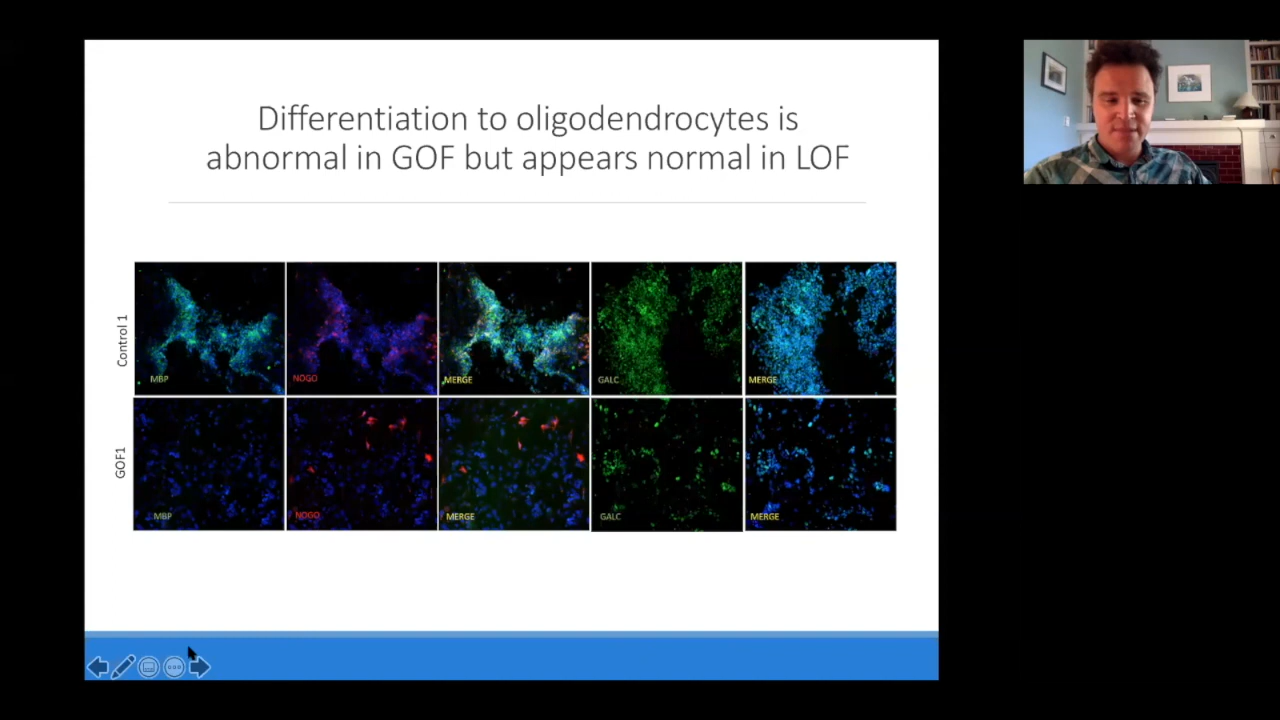 Differentiation to oligodendrocytes is
abnormal in GOF but appears normal in LOF
Control 1
MBP
NOGO
MERGE
GALC
MERGE
GOF1
MBP
NOGO
MERGE
GALC
MERGE